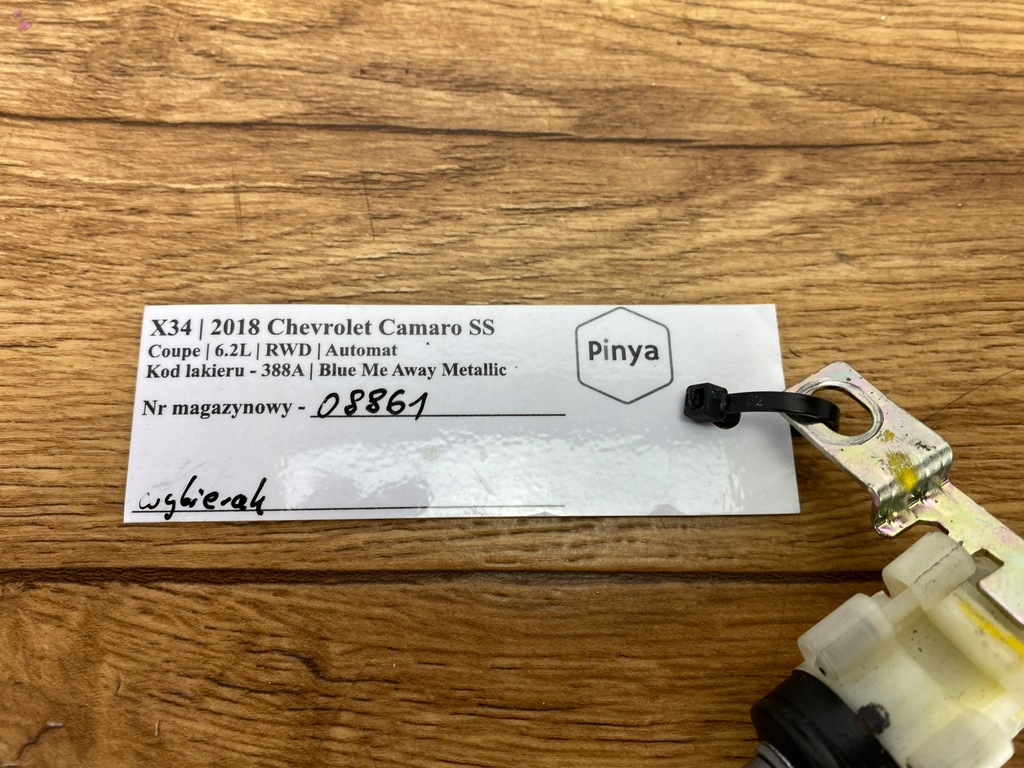 X34 | 2018 Chevrolet Camaro SS
Coupe | 6.2L | RWD | Automat
Kod lakieru - 388A | Blue Me Away Metallic
Pinya
Nr magazynowy - 08861
wybierak